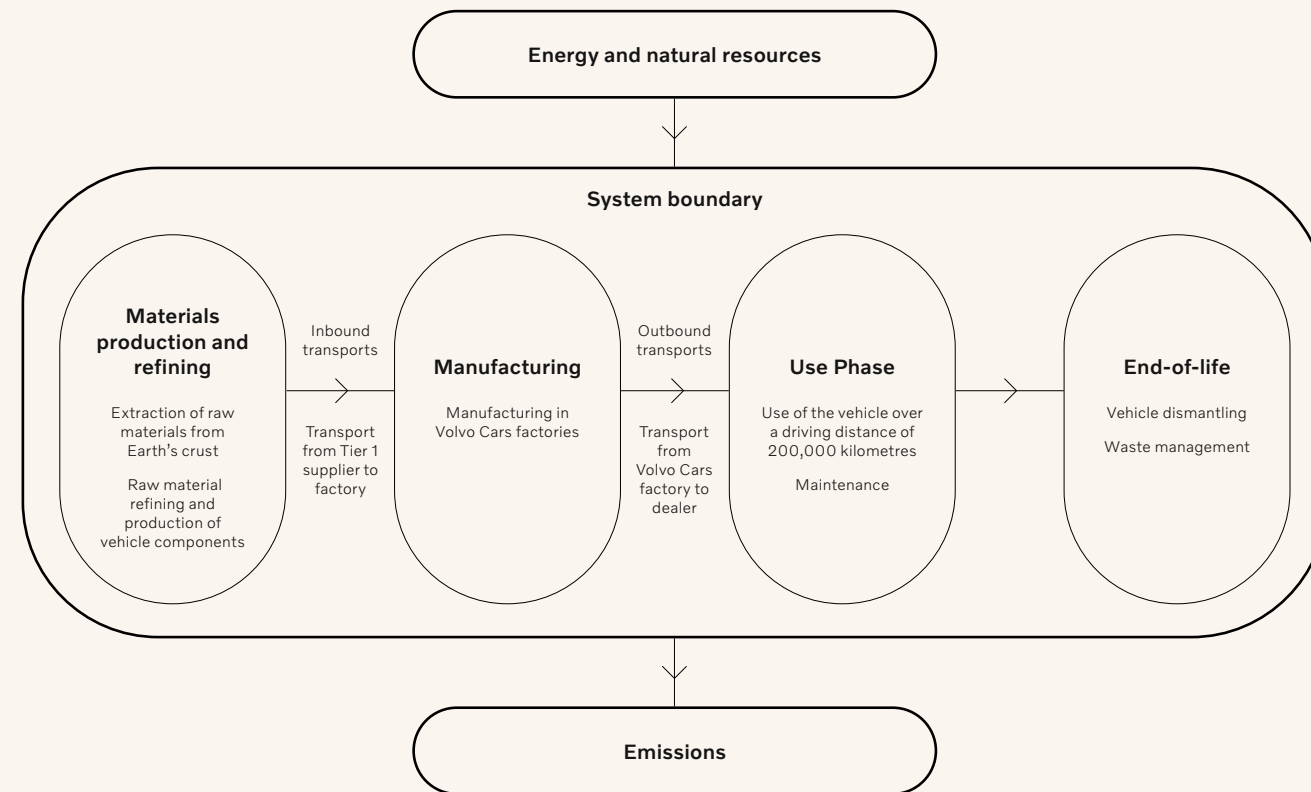 Energy and natural resources
System boundary
Materials
production and
refining
Extraction of raw
materials from
Earth’s crust
Raw material
refining and
production of
vehicle components
Inbound
transports
Transport
from Tier 1
supplier to
factory
Manufacturing
Manufacturing in
Volvo Cars factories
Outbound
transports
Transport
from
Volvo Cars
factory to
dealer
Use Phase
Use of the vehicle over
a driving distance of
200,000 kilometres
Maintenance
End-of-life
Vehicle dismantling
Waste management
Emissions